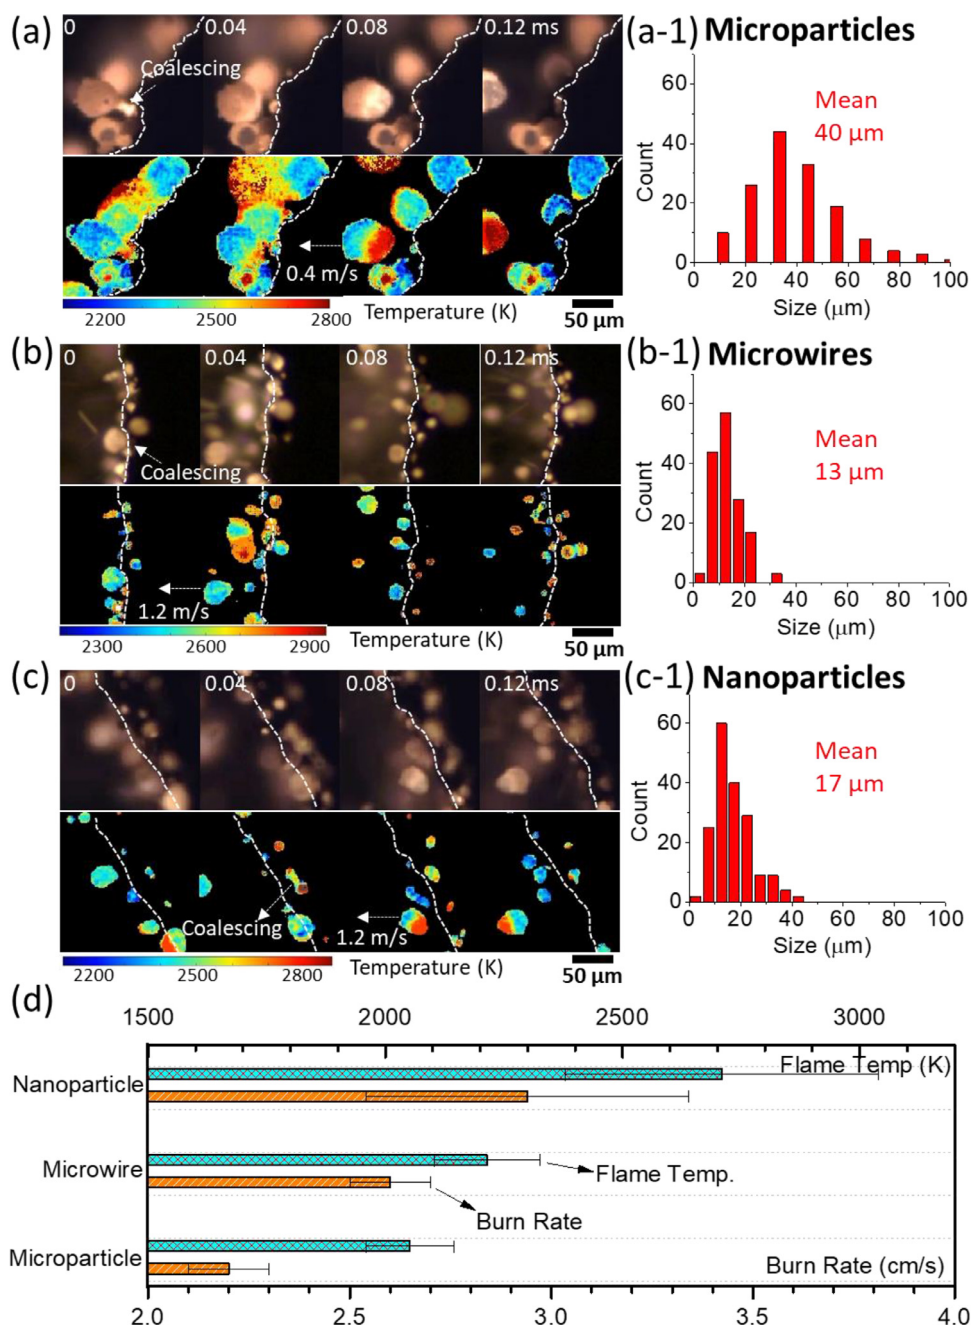 (a)
0
0.04
0.08
0.12 ms
Coalescing
0.4 m/s
2200 2500 2800 Temperature (K)
50 μm
(a-1) Microparticles
60
40
20
0
Count
Mean
40 μm
0 20 40 60 80 100
Size (μm)
(b)
0
0.04
0.08
0.12 ms
Coalescing
1.2 m/s
2300 2600 2900 Temperature (K)
50 μm
(b-1) Microwires
60
40
20
0
Count
Mean
13 μm
0 20 40 60 80 100
Size (μm)
(c)
0
0.04
0.08
0.12 ms
Coalescing
1.2 m/s
2200 2500 2800 Temperature (K)
50 μm
(c-1) Nanoparticles
60
40
20
0
Count
Mean
17 μm
0 20 40 60 80 100
Size (μm)
(d)
1500 2000 2500 3000
Flame Temp (K)
Nanoparticle
Microwire
Flame Temp.
Burn Rate
Microparticle
Burn Rate (cm/s)
2.0 2.5 3.0 3.5 4.0